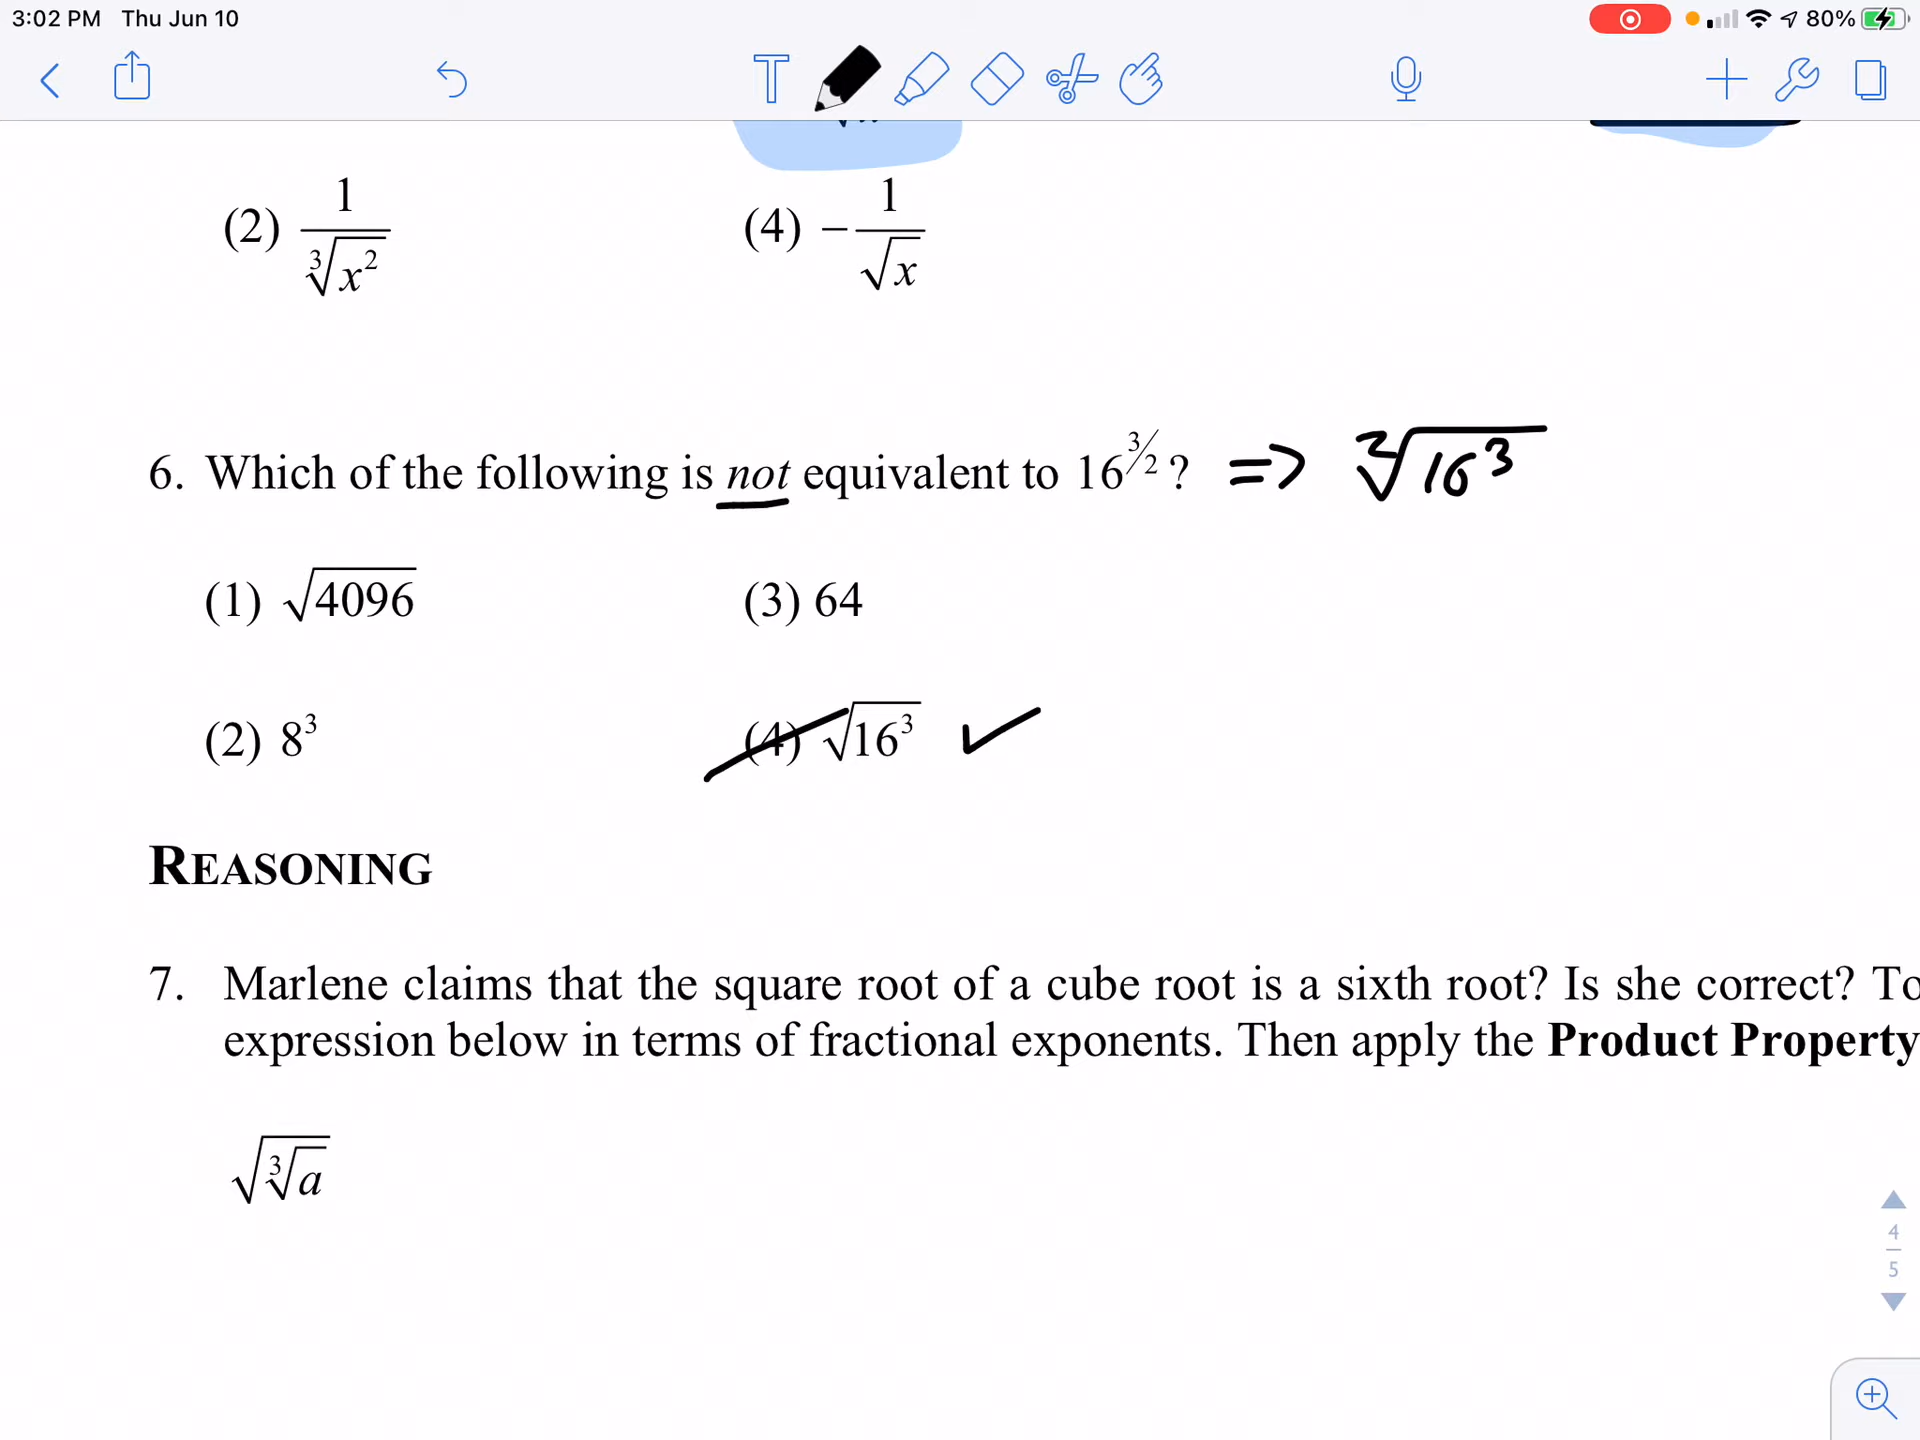 3:02 PM Thu Jun 10 80%
T
(2) 1/∛x² (4) −1/√x
6. Which of the following is not equivalent to 16^{3/2}? => \sqrt[2]{16³}
(1) √4096 (3) 64
(2) 8³ (4) √16³ ✓
REASONING
7. Marlene claims that the square root of a cube root is a sixth root? Is she correct? To
expression below in terms of fractional exponents. Then apply the Product Property
√∛a
4
5